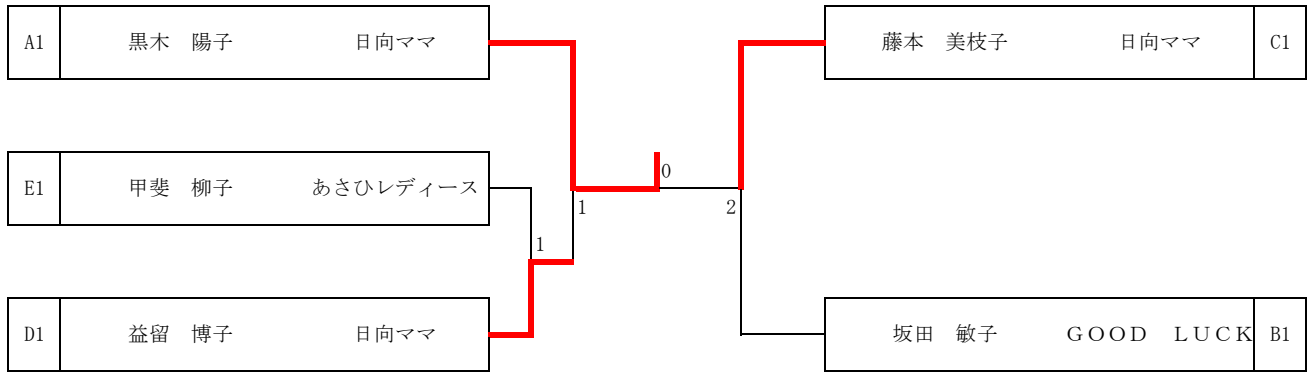 A1 黒木　陽子 日向ママ
藤本　美枝子 日向ママ C1
E1 甲斐　柳子 あさひレディース
0
1
2
1
D1 益留　博子 日向ママ
坂田　敏子 ＧＯＯＤ　ＬＵＣＫ B1